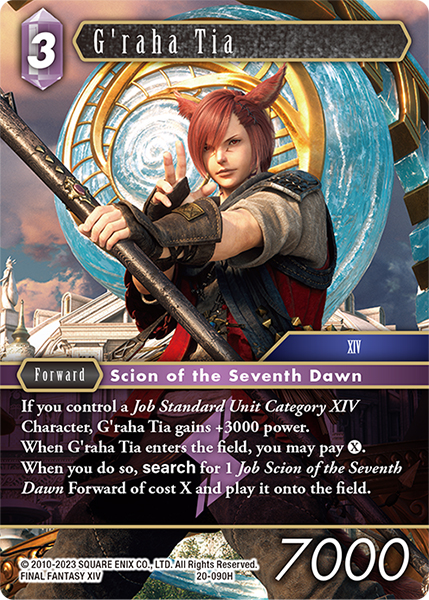 3
G'raha Tia
XIV
Forward
Scion of the Seventh Dawn
If you control a Job Standard Unit Category XIV
Character, G'raha Tia gains +3000 power.
When G'raha Tia enters the field, you may pay X.
When you do so, search for 1 Job Scion of the Seventh
Dawn Forward of cost X and play it onto the field.
© 2010-2023 SQUARE ENIX CO., LTD. All Rights Reserved.
FINAL FANTASY XIV
20-090H
7000